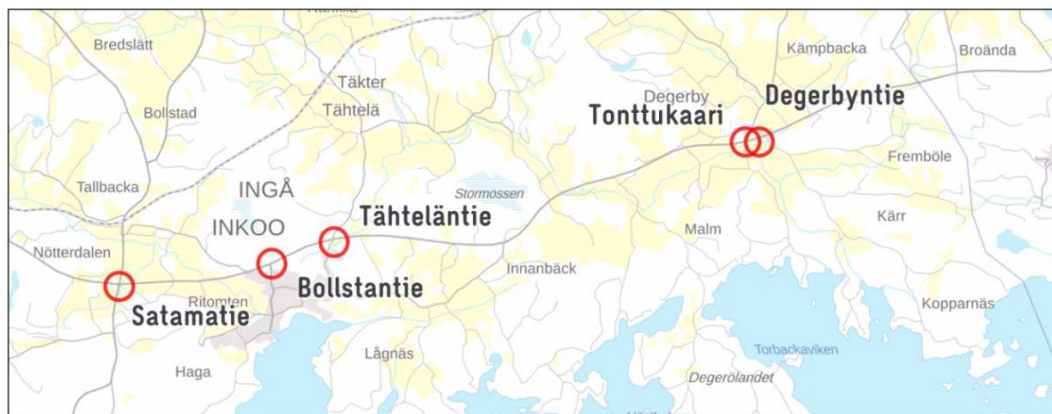 Bredslätt
Kämpbacka
Broända
Täkter
Tähtelä
Degerby
Degerbyntie
Tonttukaari
Bollstad
Fremböle
Tallbacka
INGÅ
Stormossen
Tähteläntie
Kärr
INKOO
Malm
Nötterdalen
Innanbäck
Bollstantie
Ritomten
Kopparnäs
Satamatie
Torbackaviken
Lågnäs
Haga
Degerölandet